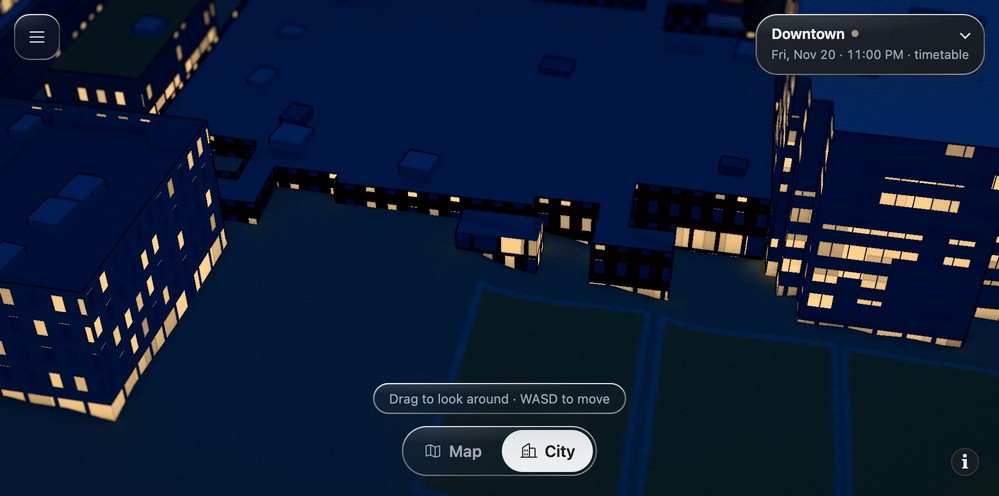 Downtown
Fri, Nov 20 · 11:00 PM · timetable
Drag to look around · WASD to move
Map
City
i